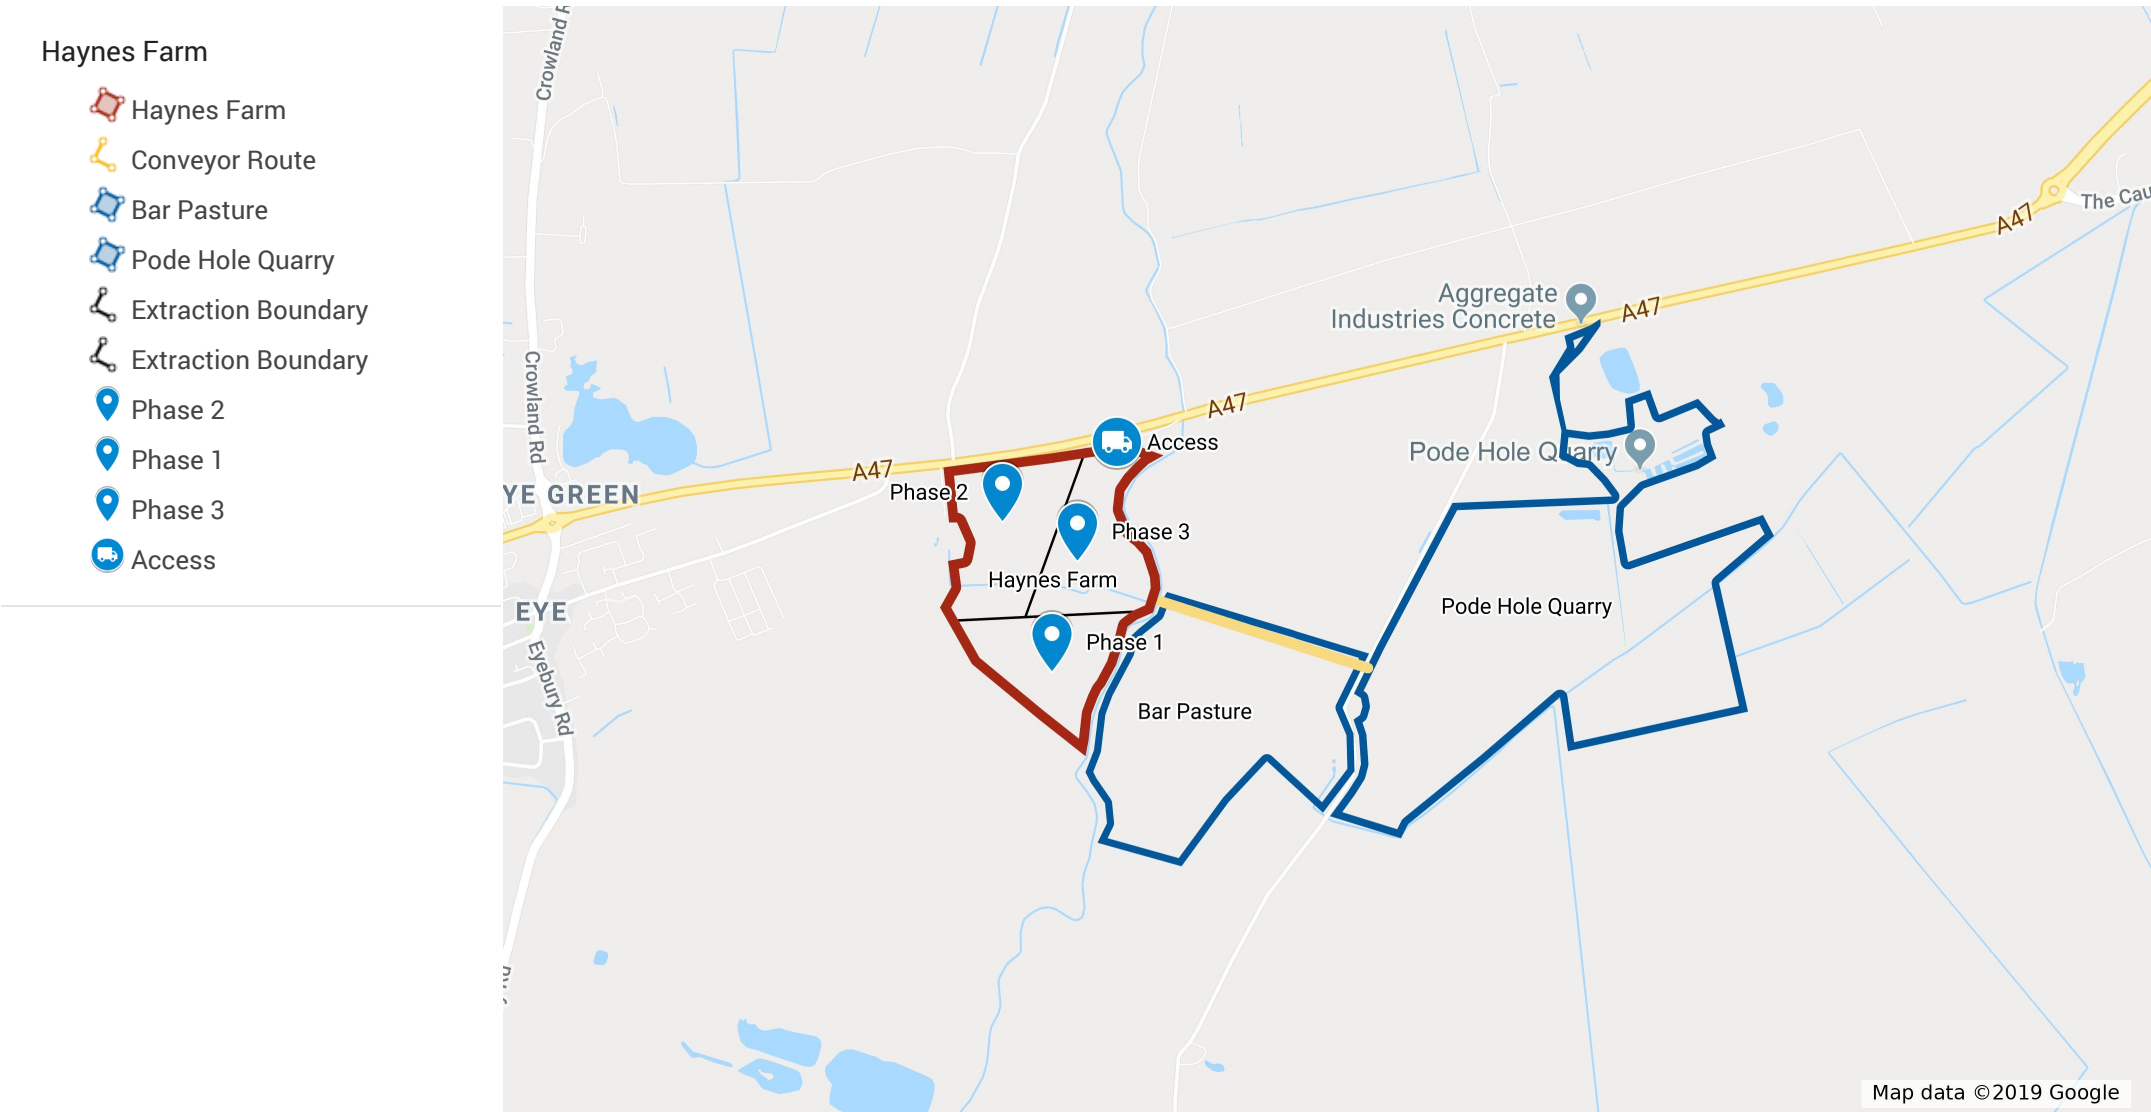 Haynes Farm
Haynes Farm
Conveyor Route
Bar Pasture
Pode Hole Quarry
Extraction Boundary
Extraction Boundary
Phase 2
Phase 1
Phase 3
Access
Crowland R
A47
The Cau
Aggregate
Industries Concrete
A47
Crowland Rd
A47
Access
Pode Hole Quarry
A47
Phase 2
YE GREEN
Phase 3
Haynes Farm
Pode Hole Quarry
EYE
Phase 1
Eyebury Rd
Bar Pasture
Map data ©2019 Google